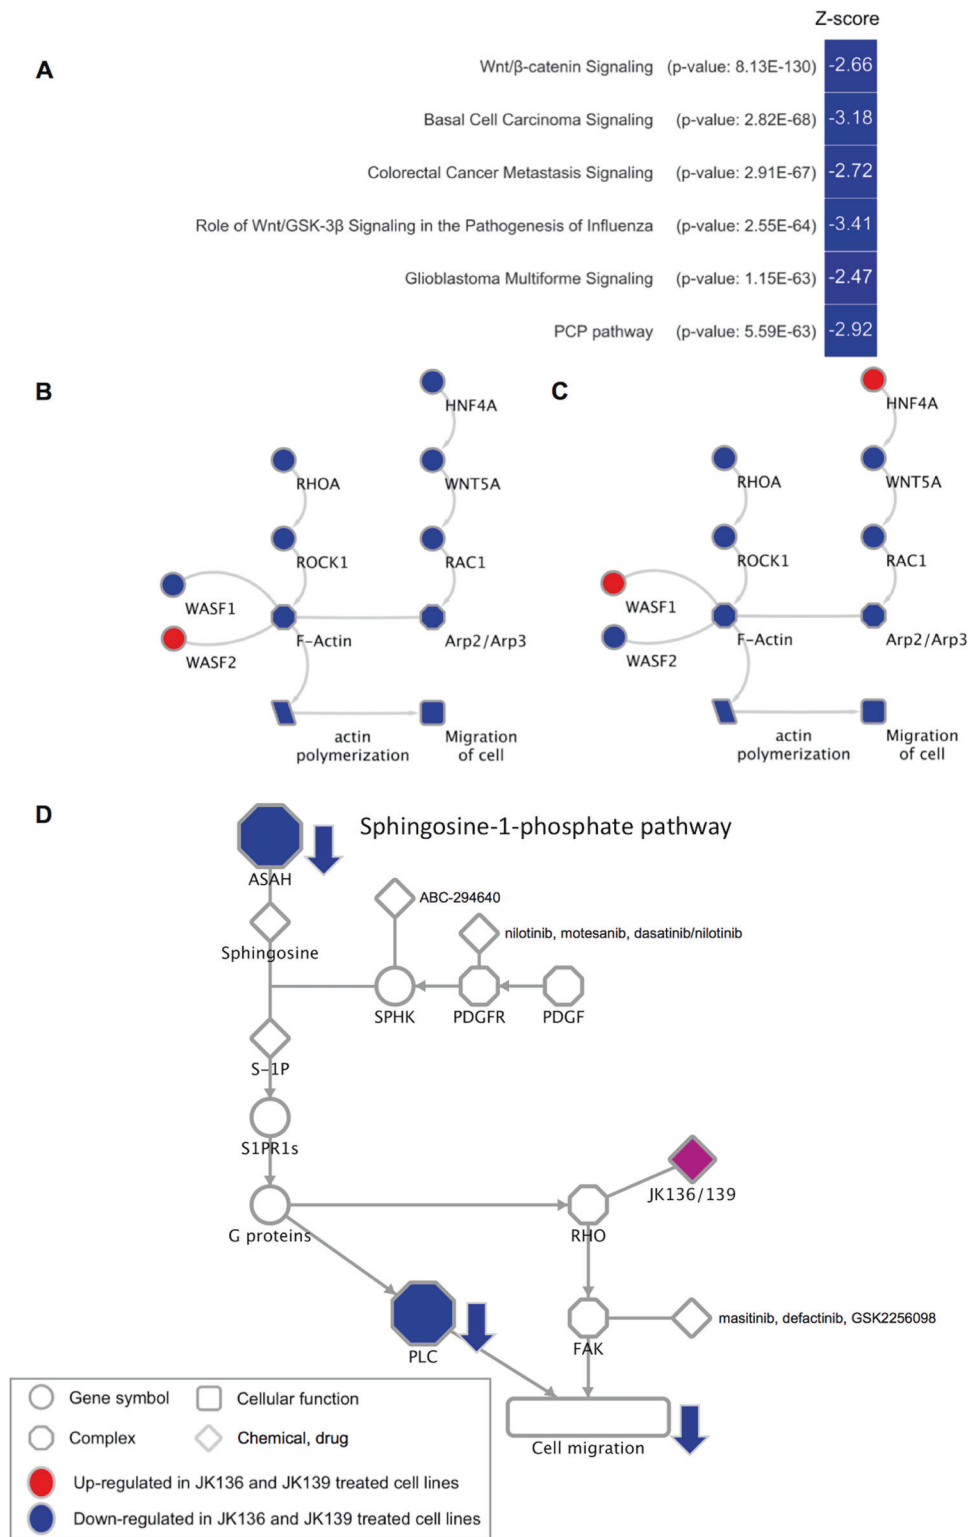 Z-score
A
Wnt/β-catenin Signaling (p-value: 8.13E-130) -2.66
Basal Cell Carcinoma Signaling (p-value: 2.82E-68) -3.18
Colorectal Cancer Metastasis Signaling (p-value: 2.91E-67) -2.72
Role of Wnt/GSK-3β Signaling in the Pathogenesis of Influenza (p-value: 2.55E-64) -3.41
Glioblastoma Multiforme Signaling (p-value: 1.15E-63) -2.47
PCP pathway (p-value: 5.59E-63) -2.92
B
HNF4A
RHOA
WNT5A
ROCK1
RAC1
WASF1
WASF2
F-Actin
Arp2/Arp3
actin
polymerization
Migration
of cell
C
HNF4A
RHOA
WNT5A
ROCK1
RAC1
WASF1
WASF2
F-Actin
Arp2/Arp3
actin
polymerization
Migration
of cell
D
Sphingosine-1-phosphate pathway
ASAH
ABC-294640
Sphingosine
nilotinib, motesanib, dasatinib/nilotinib
SPHK
PDGFR
PDGF
S-1P
S1PR1s
JK136/139
G proteins
RHO
masitinib, defactinib, GSK2256098
PLC
FAK
Cell migration
Gene symbol
Cellular function
Complex
Chemical, drug
Up-regulated in JK136 and JK139 treated cell lines
Down-regulated in JK136 and JK139 treated cell lines